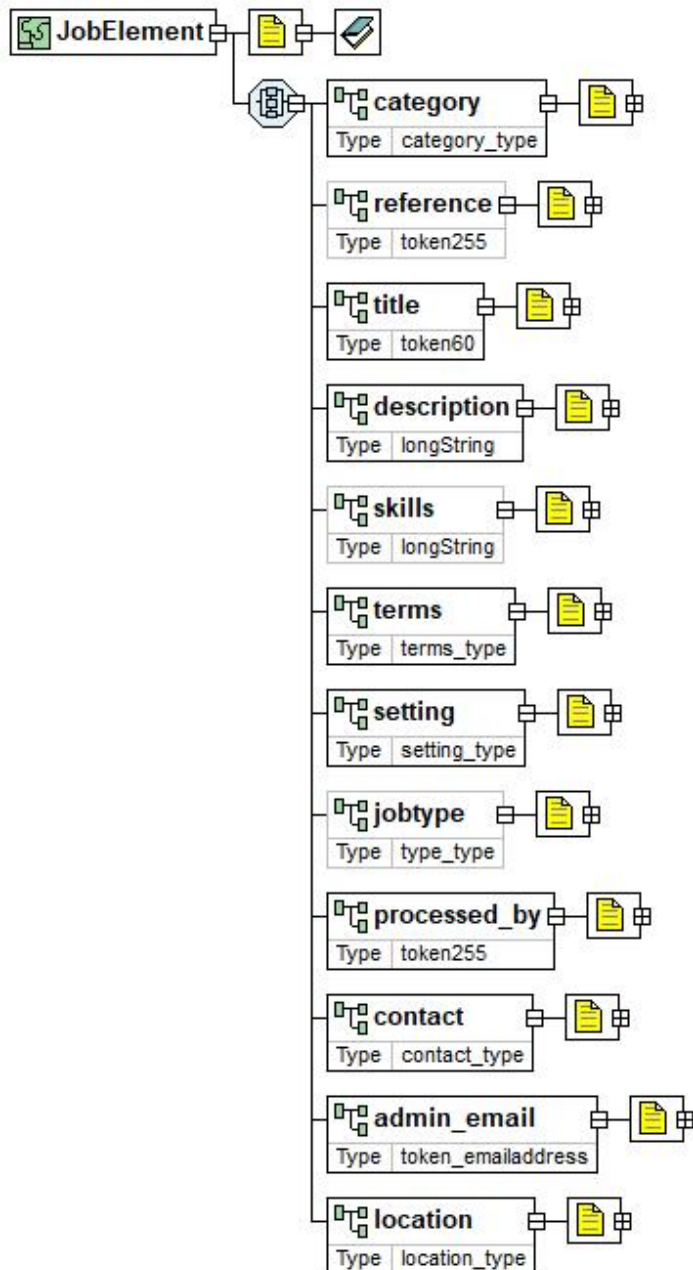 JobElement
category
Type category_type
reference
Type token255
title
Type token60
description
Type longString
skills
Type longString
terms
Type terms_type
setting
Type setting_type
jobtype
Type type_type
processed_by
Type token255
contact
Type contact_type
admin_email
Type token_emailaddress
location
Type location_type